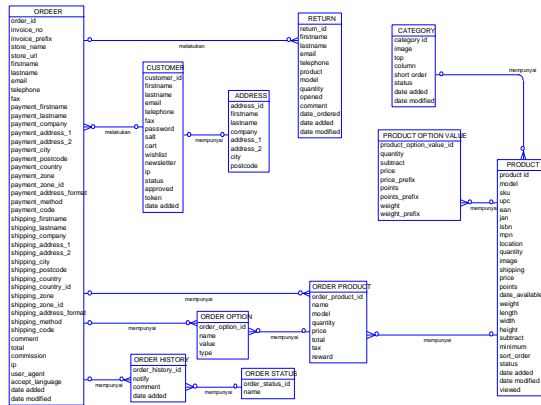 ORDEER
order_id
invoice_no
invoice_prefix
store_name
store_url
firstname
lastname
email
telephone
fax
payment_firstname
payment_lastname
payment_company
payment_address_1
payment_address_2
payment_city
payment_postcode
payment_country
payment_zone
payment_zone_id
payment_address_format
payment_method
payment_code
shipping_firstname
shipping_lastname
shipping_company
shipping_address_1
shipping_address_2
shipping_city
shipping_postcode
shipping_country
shipping_country_id
shipping_zone
shipping_zone_id
shipping_address_format
shipping_method
shipping_code
comment
total
commission
ip
user_agent
accept_language
date added
date modified
melakukan
melakukan
CUSTOMER
customer_id
firstname
lastname
email
telephone
fax
password
salt
cart
wishlist
newsletter
ip
status
approved
token
date added
mempunyai
ADDRESS
address_id
firstname
lastname
company
address_1
address_2
city
postcode
RETURN
return_id
firstname
lastname
email
telephone
product
model
quantity
opened
comment
date_ordered
date added
date modified
CATEGORY
category id
image
top
column
short order
status
date added
date modified
mempunyai
PRODUCT OPTION VALUE
product_option_value_id
quantity
subtract
price
price_prefix
points
points_prefix
weight
weight_prefix
mempunyai
PRODUCT
product id
model
sku
upc
ean
jan
isbn
mpn
location
quantity
image
shipping
price
points
date_available
weight
length
width
height
subtract
minimum
sort_order
status
date added
date modified
viewed
mempunyai
ORDER PRODUCT
order_product_id
name
model
quantity
price
total
tax
reward
mempunyai
mempunyai
ORDER OPTION
order_option_id
name
value
type
mempunyai
mempunyai
ORDER HISTORY
order_history_id
notify
comment
date added
mempunyai
ORDER STATUS
order_status_id
name